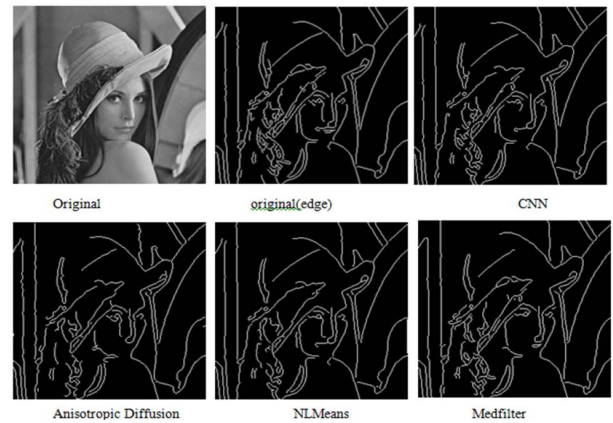 Original
original(edge)
CNN
Anisotropic Diffusion
NLMeans
Medfilter